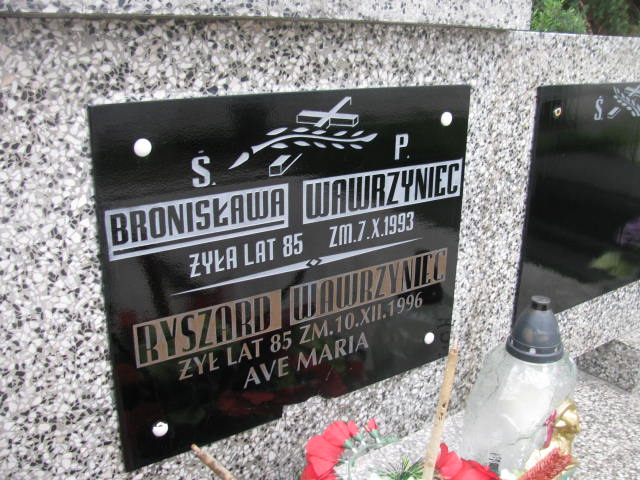 Ś. P.
BRONISŁAWA WAWRZYNIEC
ŻYŁA LAT 85 ZM.7.X.1993
RYSZARD WAWRZYNIEC
ŻYŁ LAT 85 ZM.10.XII.1996
AVE MARIA
Ś.